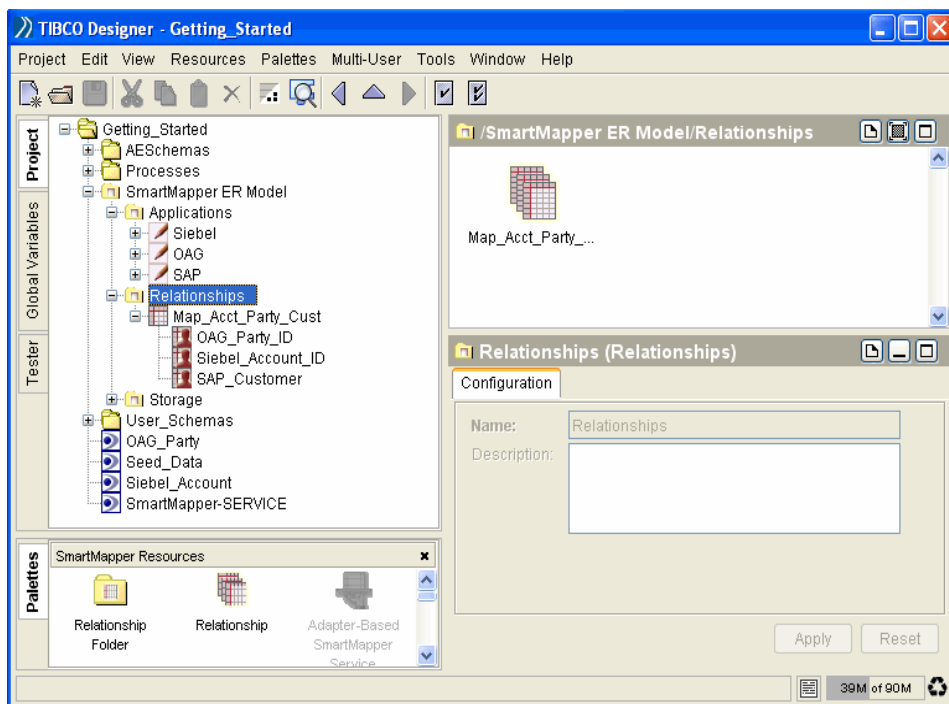 TIBCO Designer - Getting_Started
Project Edit View Resources Palettes Multi-User Tools Window Help
Project
Global Variables
Tester
Getting_Started
AESchemas
Processes
SmartMapper ER Model
Applications
Siebel
OAG
SAP
Relationships
Map_Acct_Party_Cust
OAG_Party_ID
Siebel_Account_ID
SAP_Customer
Storage
User_Schemas
OAG_Party
Seed_Data
Siebel_Account
SmartMapper-SERVICE
/SmartMapper ER Model/Relationships
Map_Acct_Party_...
Relationships (Relationships)
Configuration
Name: Relationships
Description:
Apply Reset
Palettes
SmartMapper Resources
Relationship
Folder
Relationship
Adapter-Based
SmartMapper
Service
39M of 90M